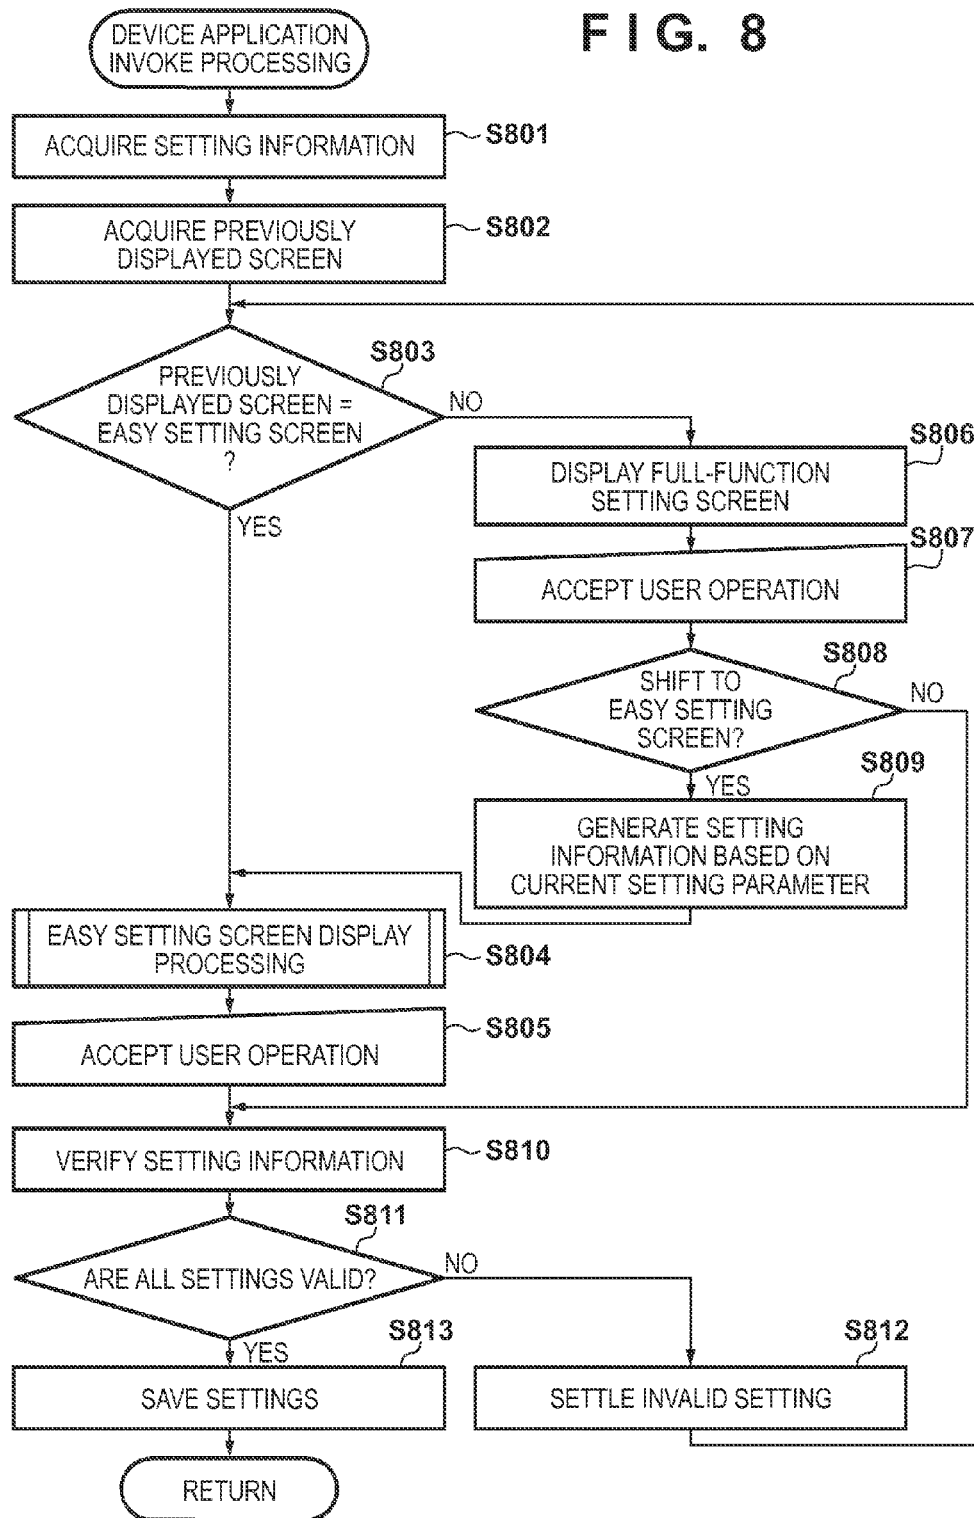 FIG. 8
DEVICE APPLICATION
INVOKE PROCESSING
ACQUIRE SETTING INFORMATION
S801
ACQUIRE PREVIOUSLY
DISPLAYED SCREEN
S802
S803
PREVIOUSLY
DISPLAYED SCREEN =
EASY SETTING SCREEN
?
NO
YES
S806
DISPLAY FULL-FUNCTION
SETTING SCREEN
S807
ACCEPT USER OPERATION
S808
SHIFT TO
EASY SETTING
SCREEN?
NO
YES
S809
GENERATE SETTING
INFORMATION BASED ON
CURRENT SETTING PARAMETER
EASY SETTING SCREEN DISPLAY
PROCESSING
S804
S805
ACCEPT USER OPERATION
VERIFY SETTING INFORMATION
S810
S811
ARE ALL SETTINGS VALID?
NO
YES
S813
SAVE SETTINGS
S812
SETTLE INVALID SETTING
RETURN